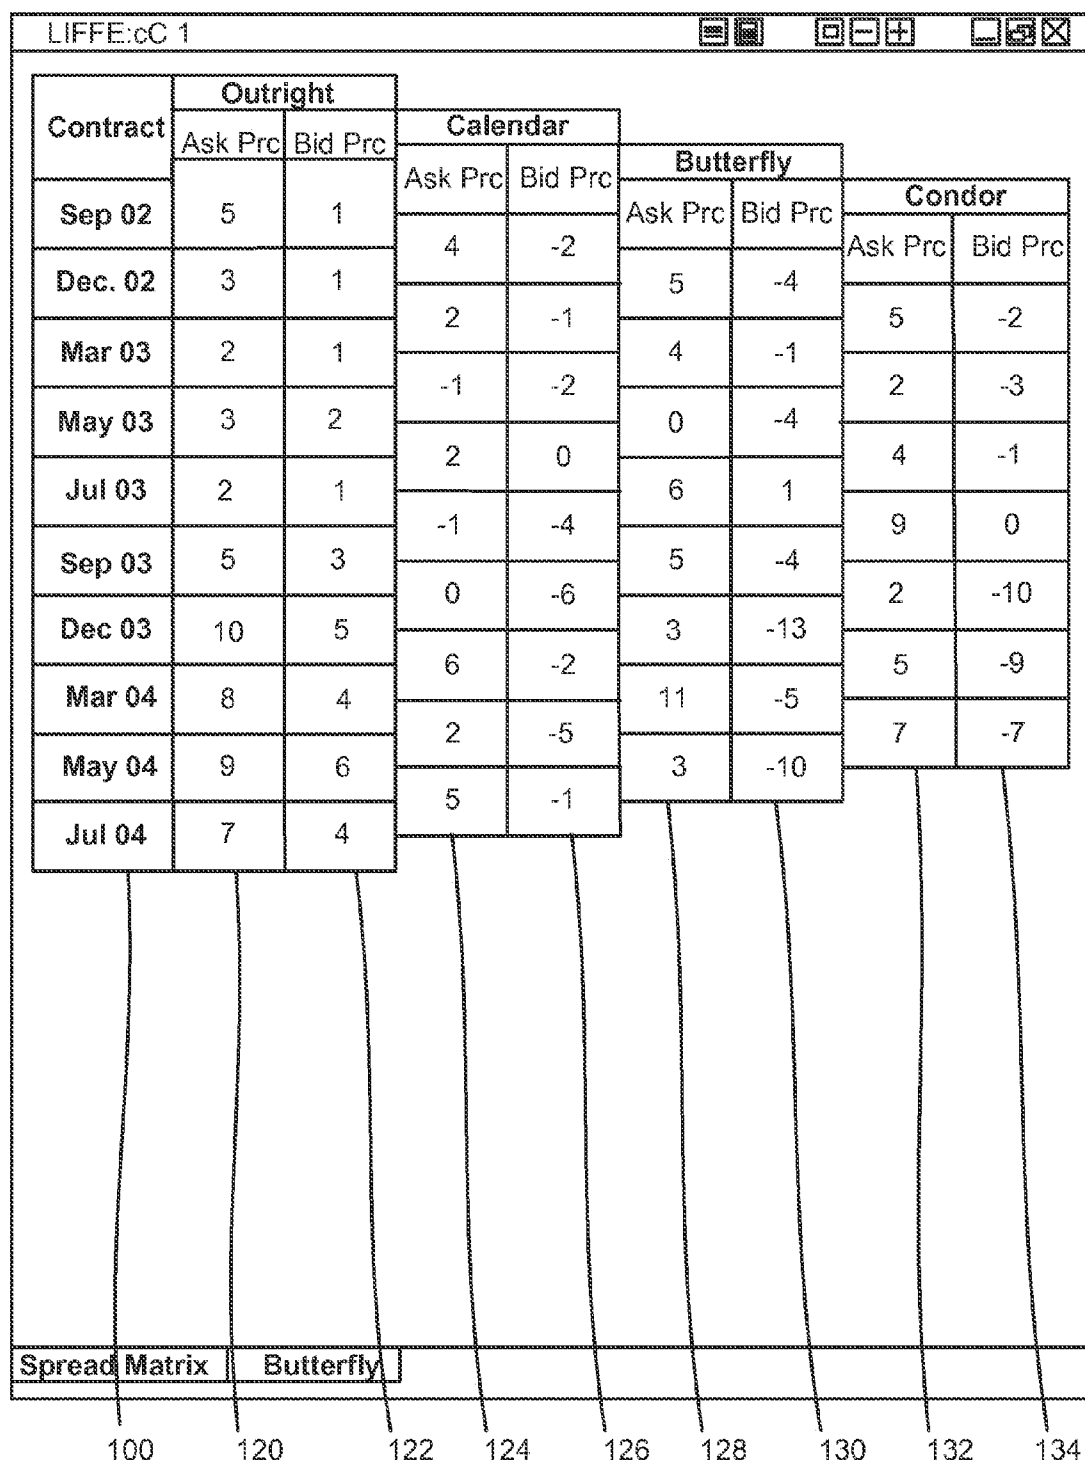 LIFFE:cC 1
Outright
Contract
Ask Prc Bid Prc
Calendar
Ask Prc Bid Prc
Butterfly
Ask Prc Bid Prc
Condor
Ask Prc Bid Prc
Sep 02 5 1
4 -2
Dec. 02 3 1
5 -4
2 -1
5 -2
Mar 03 2 1
4 -1
-1 -2
2 -3
May 03 3 2
0 -4
2 0
4 -1
Jul 03 2 1
6 1
-1 -4
9 0
Sep 03 5 3
5 -4
0 -6
2 -10
Dec 03 10 5
3 -13
6 -2
5 -9
Mar 04 8 4
11 -5
2 -5
7 -7
May 04 9 6
3 -10
5 -1
Jul 04 7 4
Spread Matrix Butterfly
100 120 122 124 126 128 130 132 134